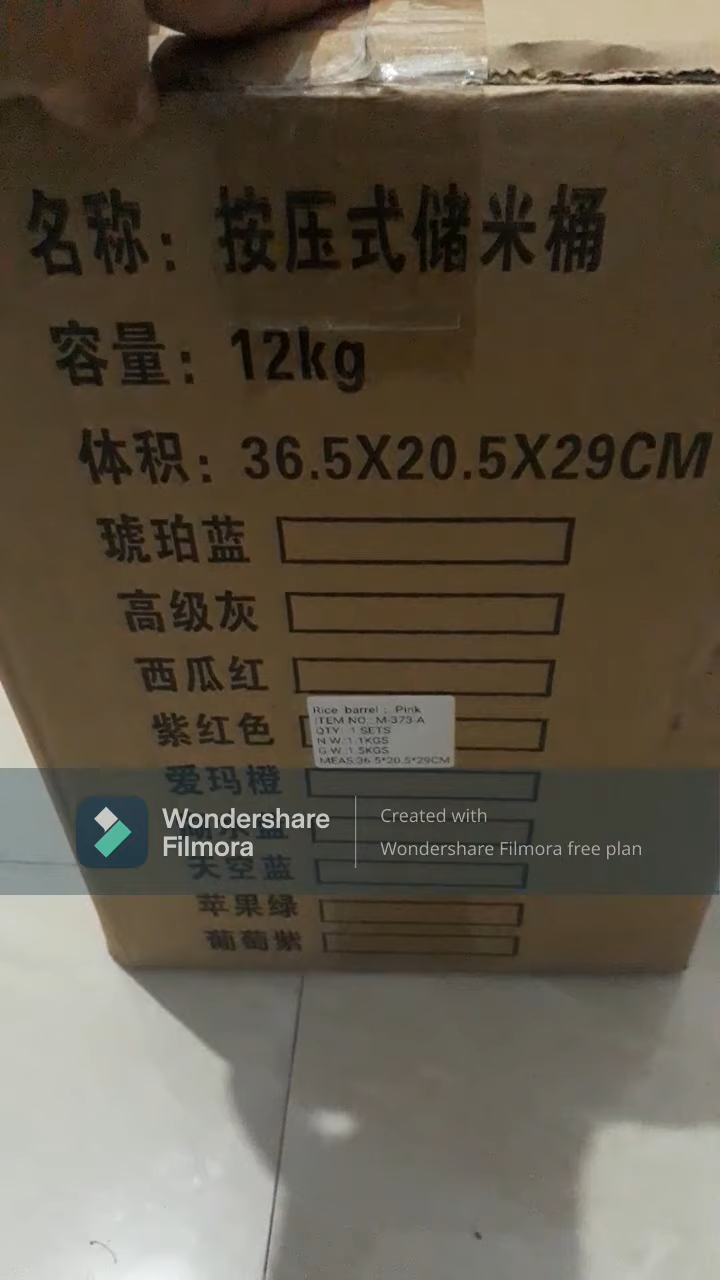 名称：按压式储米桶
容量：12kg
体积：36.5X20.5X29CM
琥珀蓝
高级灰
西瓜红
紫红色
Rice barrel : Pink
ITEM NO.: M-373-A
QTY: 1 SETS
N.W.:1.1KGS
G.W.:1.5KGS
MEAS:36.5*20.5*29CM
爱玛橙
Wondershare
Filmora
Created with
Wondershare Filmora free plan
天空蓝
苹果绿
葡萄紫